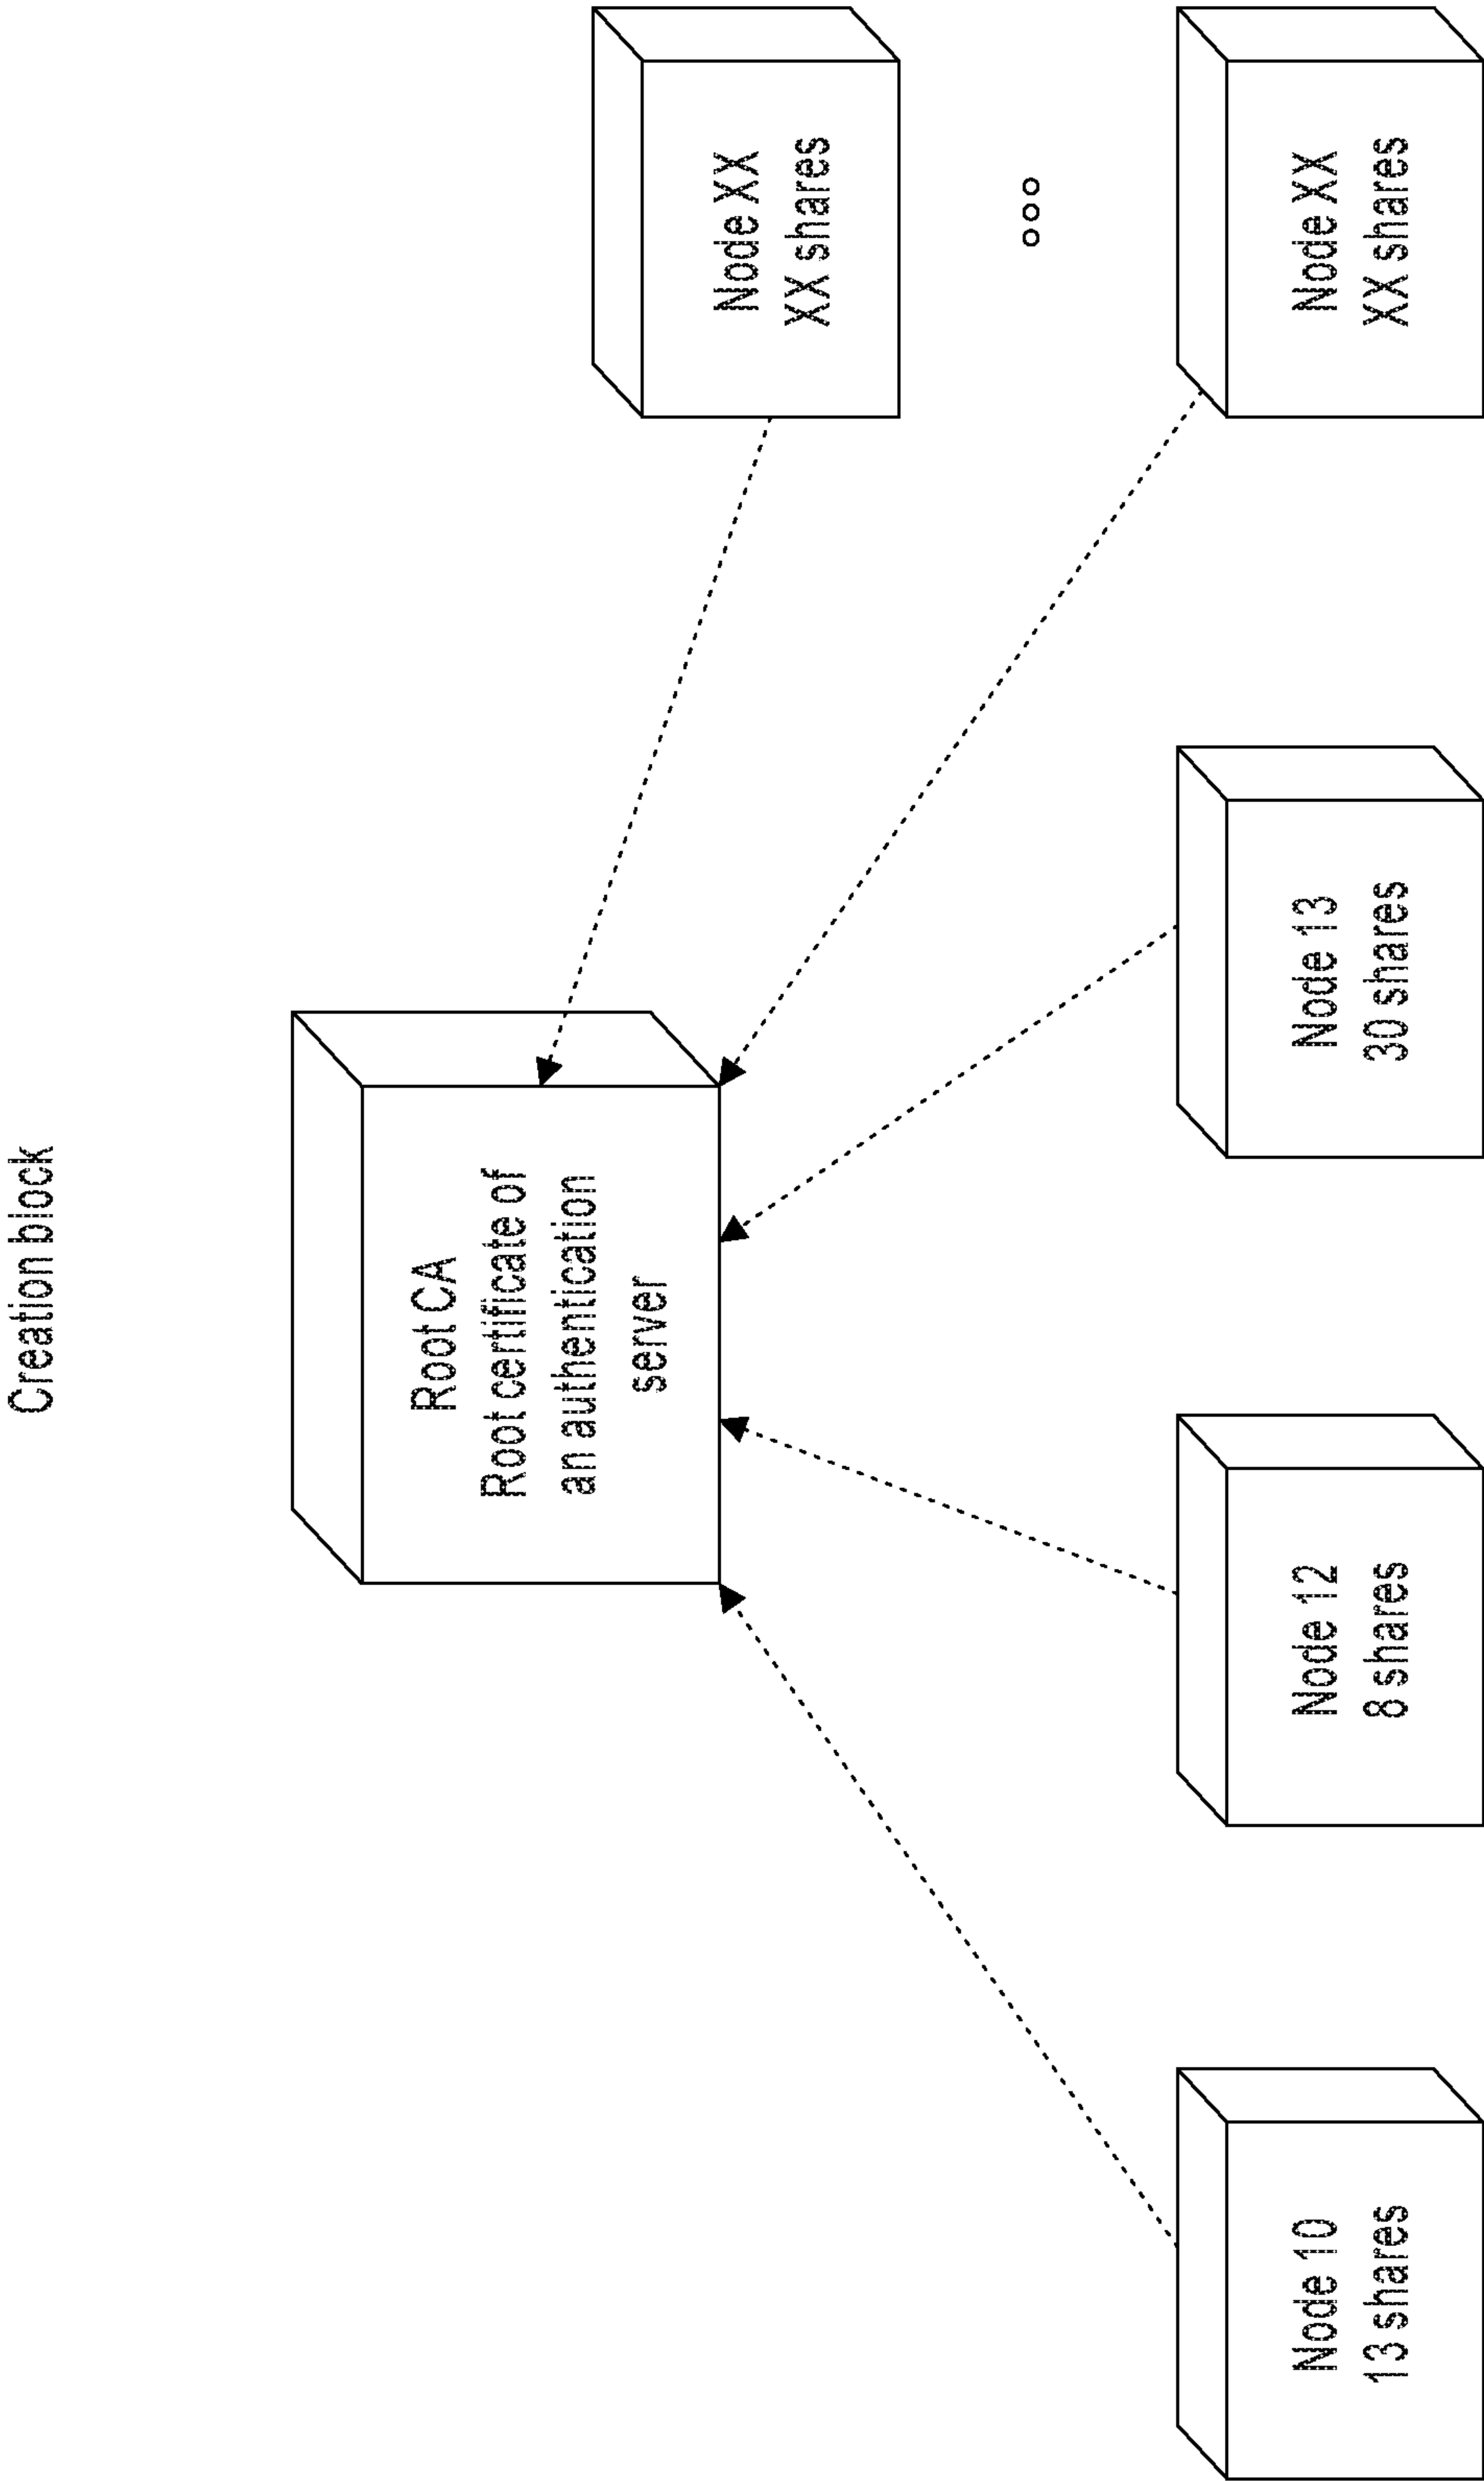 Creation block
Root CA
Root certificate of
an authentication
server
Node XX
XX shares
Node 10
13 shares
Node 12
8 shares
Node 13
30 shares
Node XX
XX shares